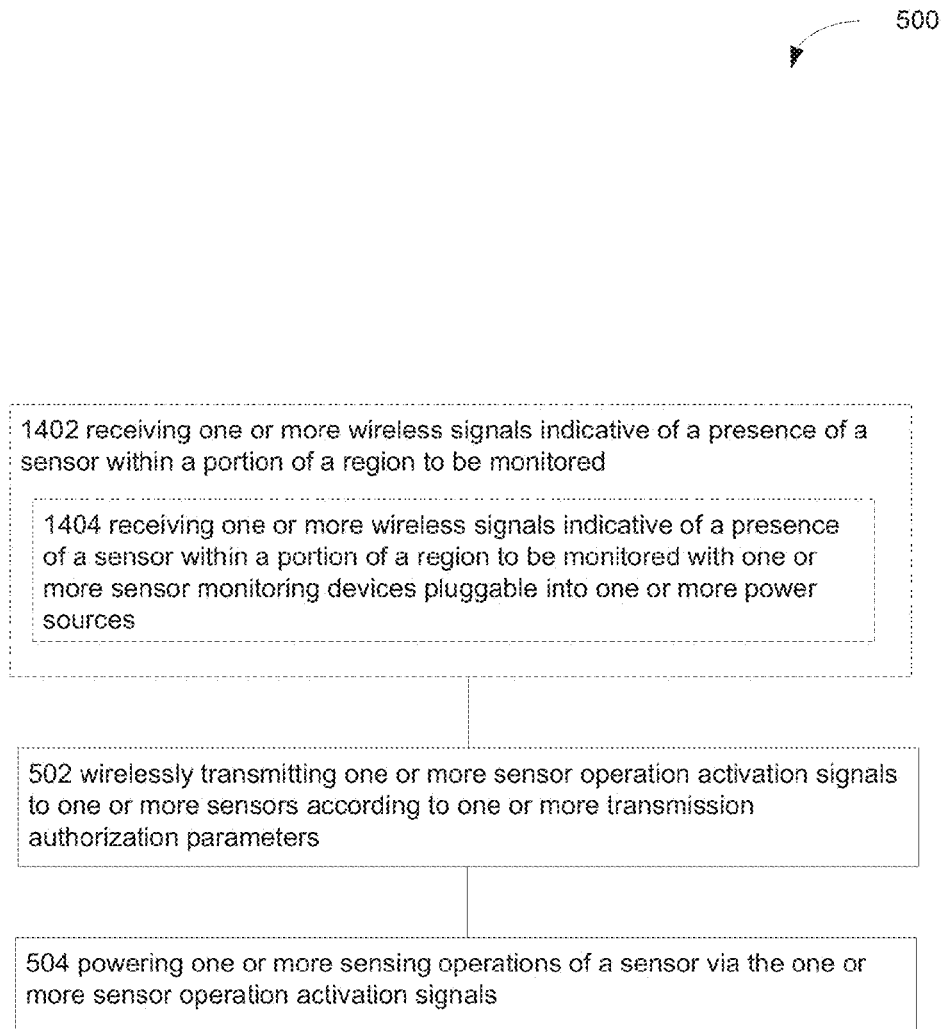 500
1402 receiving one or more wireless signals indicative of a presence of a
sensor within a portion of a region to be monitored
1404 receiving one or more wireless signals indicative of a presence
of a sensor within a portion of a region to be monitored with one or
more sensor monitoring devices pluggable into one or more power
sources
502 wirelessly transmitting one or more sensor operation activation signals
to one or more sensors according to one or more transmission
authorization parameters
504 powering one or more sensing operations of a sensor via the one or
more sensor operation activation signals